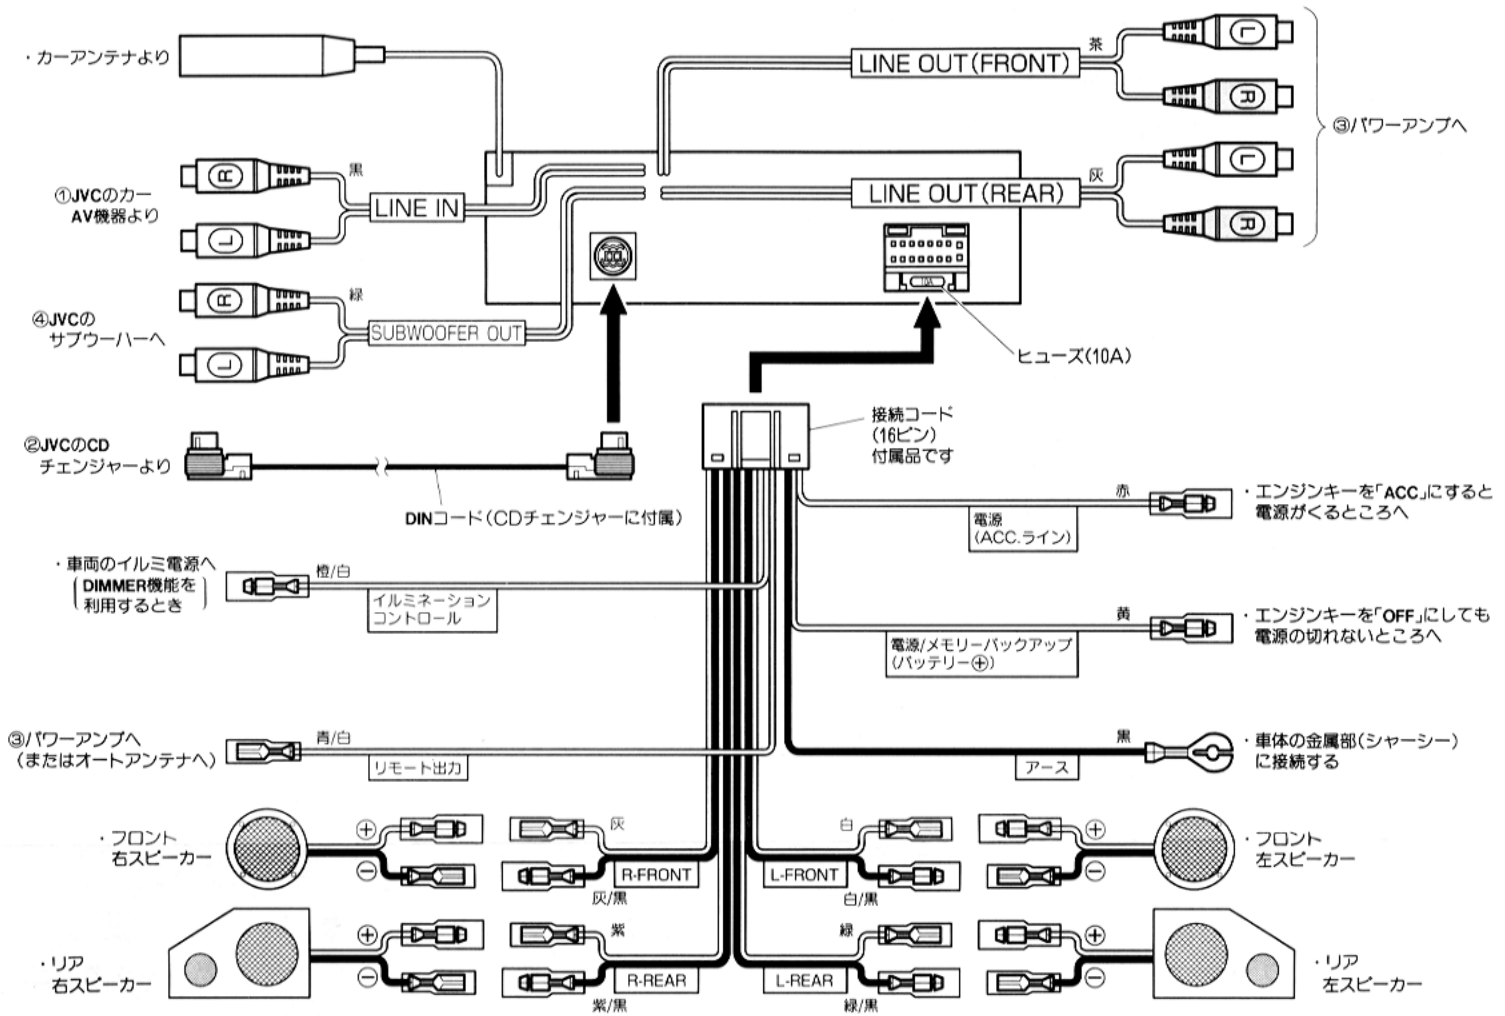 ・カーアンテナより
茶
LINE OUT(FRONT)
L
R
③パワーアンプへ
灰
LINE OUT(REAR)
L
R
①JVCのカー
AV機器より
R
L
黒
LINE IN
④JVCの
サブウーハーへ
R
L
緑
SUBWOOFER OUT
10A
ヒューズ(10A)
②JVCのCD
チェンジャーより
DINコード(CDチェンジャーに付属)
接続コード
(16ピン)
付属品です
赤
電源
(ACC.ライン)
・エンジンキーを「ACC」にすると
電源がくるところへ
・車両のイルミ電源へ
(DIMMER機能を
利用するとき)
橙/白
イルミネーション
コントロール
黄
電源/メモリーバックアップ
(バッテリー⊕)
・エンジンキーを「OFF」にしても
電源の切れないところへ
③パワーアンプへ
(またはオートアンテナへ)
青/白
リモート出力
黒
アース
・車体の金属部(シャーシー)
に接続する
・フロント
右スピーカー
⊕
⊖
灰
R-FRONT
灰/黒
白
L-FRONT
白/黒
⊕
⊖
・フロント
左スピーカー
・リア
右スピーカー
⊕
⊖
紫
R-REAR
紫/黒
緑
L-REAR
緑/黒
⊕
⊖
・リア
左スピーカー